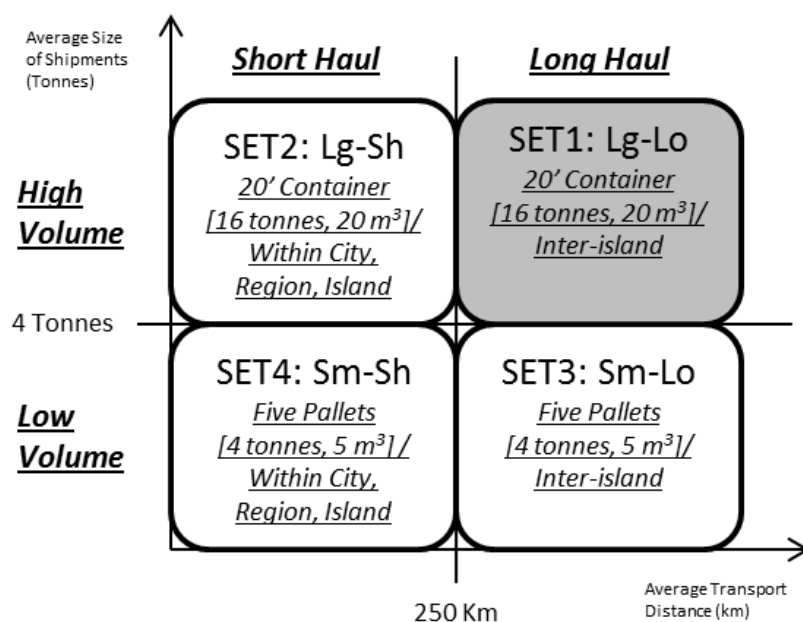 Average Size
of Shipments
(Tonnes)
Short Haul
Long Haul
High
Volume
SET2: Lg-Sh
20’ Container
[16 tonnes, 20 m³]/
Within City,
Region, Island
SET1: Lg-Lo
20’ Container
[16 tonnes, 20 m³]/
Inter-island
4 Tonnes
Low
Volume
SET4: Sm-Sh
Five Pallets
[4 tonnes, 5 m³]/
Within City,
Region, Island
SET3: Sm-Lo
Five Pallets
[4 tonnes, 5 m³]/
Inter-island
250 Km
Average Transport
Distance (km)